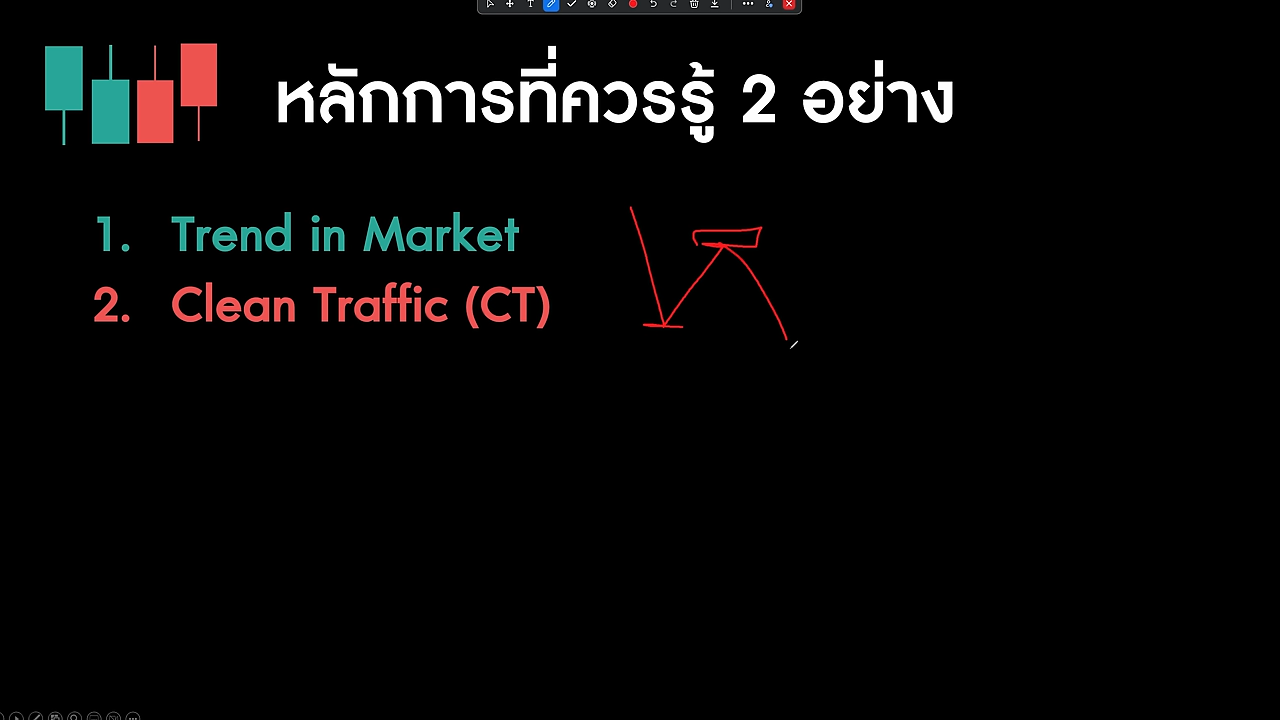 หลักการที่ควรรู้ 2 อย่าง
1. Trend in Market
2. Clean Traffic (CT)